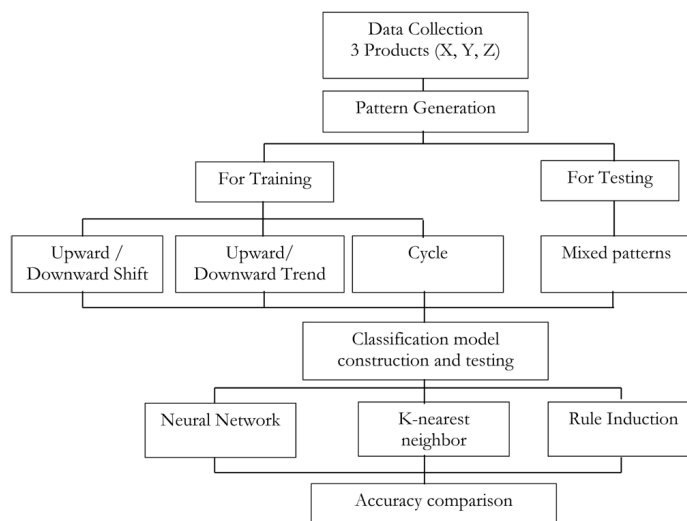 Data Collection
3 Products (X, Y, Z)
Pattern Generation
For Training
For Testing
Upward /
Downward Shift
Upward/
Downward Trend
Cycle
Mixed patterns
Classification model
construction and testing
Neural Network
K-nearest
neighbor
Rule Induction
Accuracy comparison